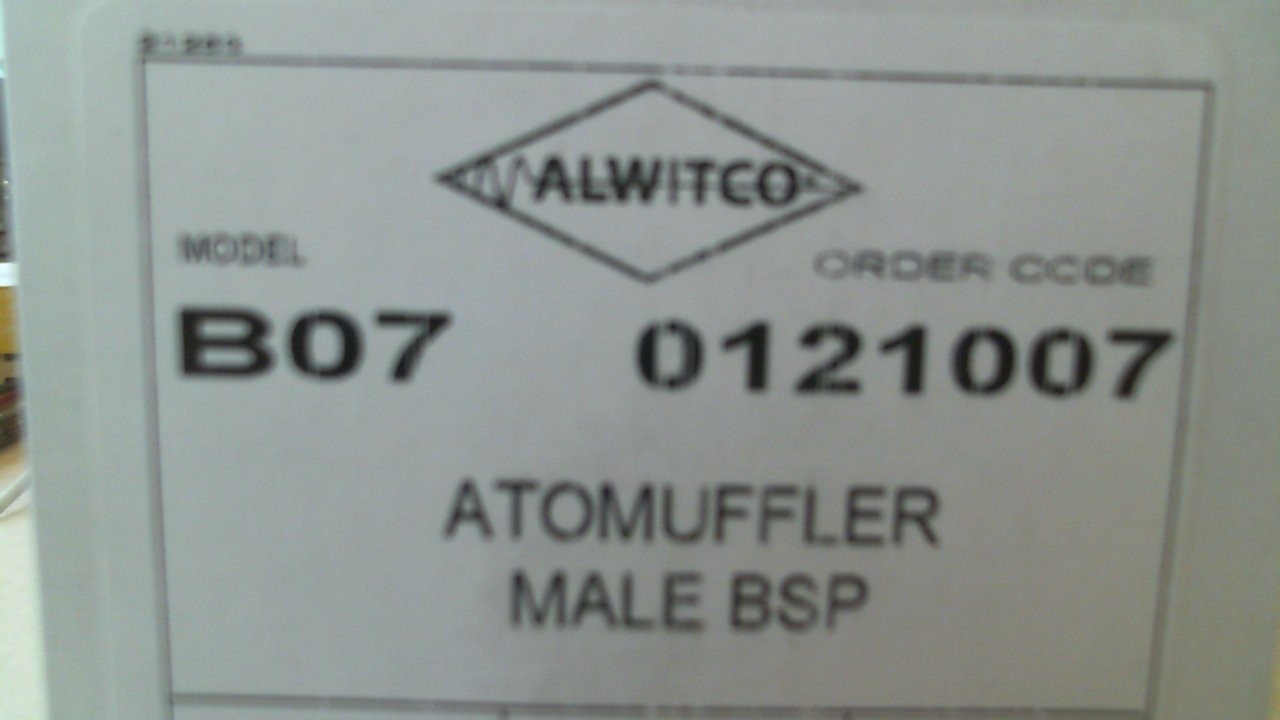 ALWITCO
MODEL
ORDER CODE
B07 0121007
ATOMUFFLER
MALE BSP